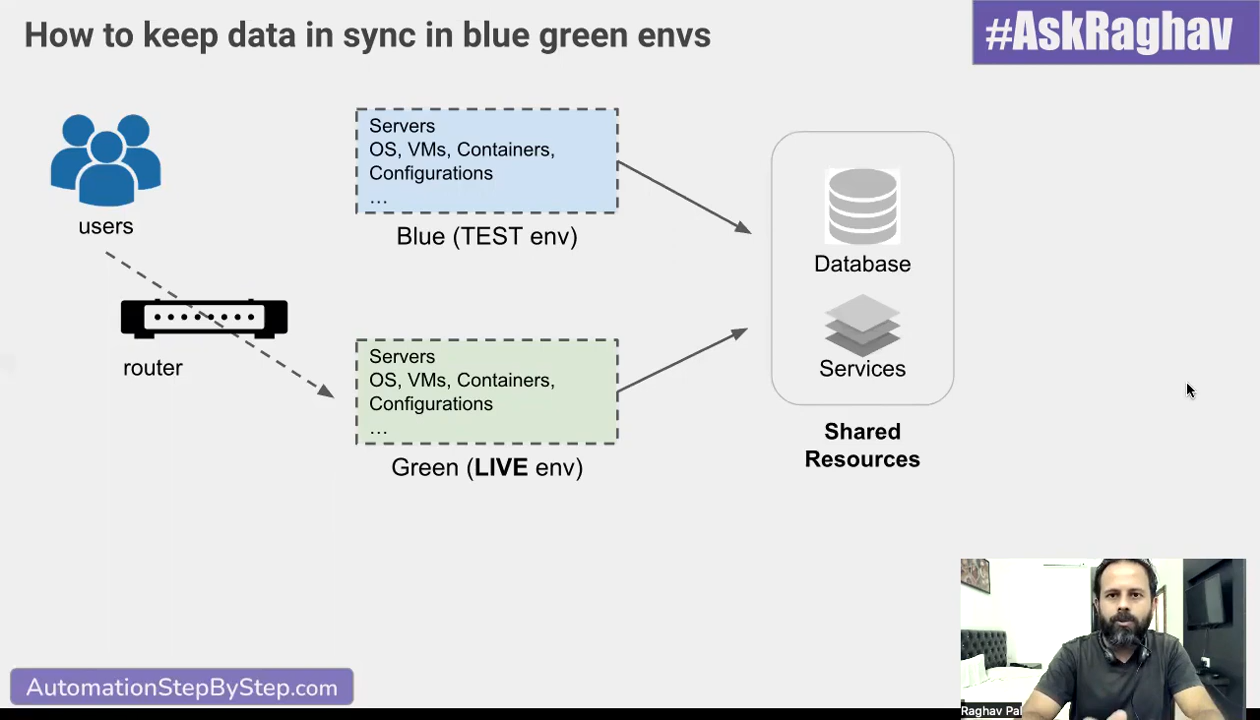 How to keep data in sync in blue green envs
#AskRaghav
users
router
Servers
OS, VMs, Containers,
Configurations
...
Blue (TEST env)
Servers
OS, VMs, Containers,
Configurations
...
Green (LIVE env)
Database
Services
Shared
Resources
AutomationStepByStep.com
Raghav Pal